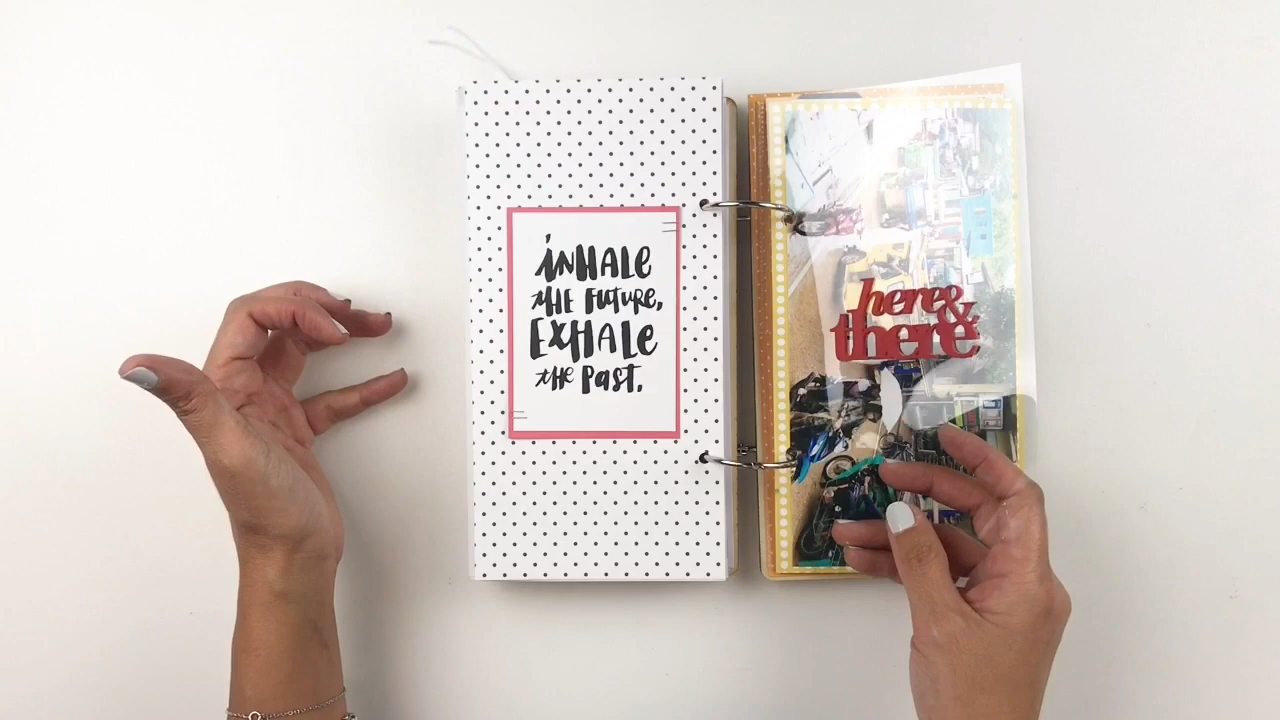 iNHALE
tHE FUtURE,
EXHALE
tHE PASt.
here&
there